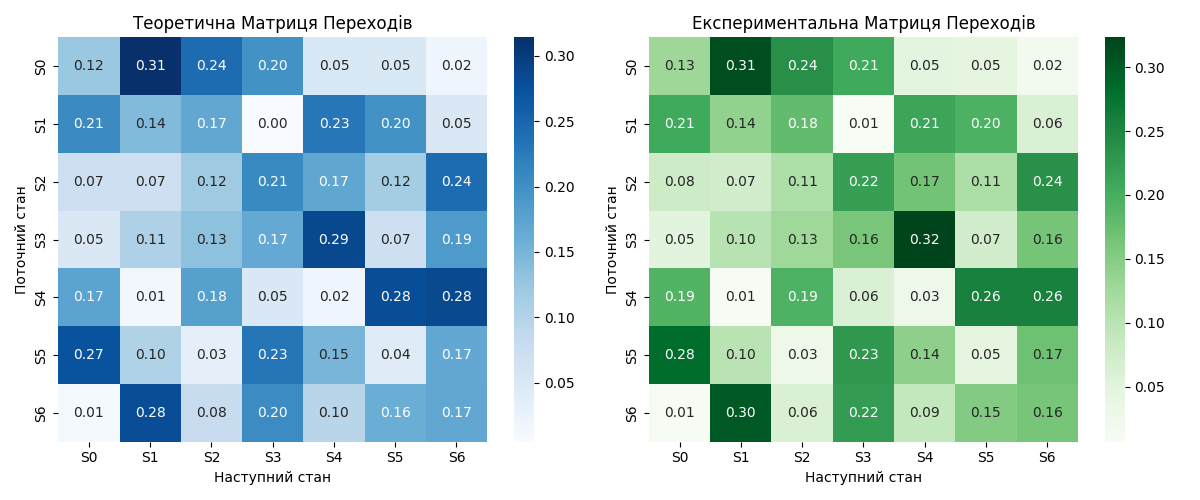 Теоретична Матриця Переходів
S0 0.12 0.31 0.24 0.20 0.05 0.05 0.02
S1 0.21 0.14 0.17 0.00 0.23 0.20 0.05
S2 0.07 0.07 0.12 0.21 0.17 0.12 0.24
S3 0.05 0.11 0.13 0.17 0.29 0.07 0.19
S4 0.17 0.01 0.18 0.05 0.02 0.28 0.28
S5 0.27 0.10 0.03 0.23 0.15 0.04 0.17
S6 0.01 0.28 0.08 0.20 0.10 0.16 0.17
S0 S1 S2 S3 S4 S5 S6
Поточний стан
Наступний стан
0.30
0.25
0.20
0.15
0.10
0.05
Експериментальна Матриця Переходів
S0 0.13 0.31 0.24 0.21 0.05 0.05 0.02
S1 0.21 0.14 0.18 0.01 0.21 0.20 0.06
S2 0.08 0.07 0.11 0.22 0.17 0.11 0.24
S3 0.05 0.10 0.13 0.16 0.32 0.07 0.16
S4 0.19 0.01 0.19 0.06 0.03 0.26 0.26
S5 0.28 0.10 0.03 0.23 0.14 0.05 0.17
S6 0.01 0.30 0.06 0.22 0.09 0.15 0.16
S0 S1 S2 S3 S4 S5 S6
Поточний стан
Наступний стан
0.30
0.25
0.20
0.15
0.10
0.05